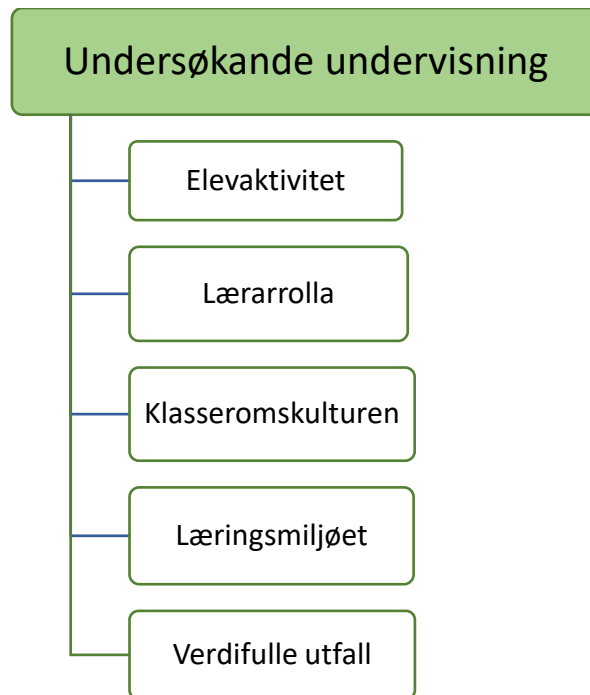 Undersøkande undervisning
Elevaktivitet
Lærarrolla
Klasseromskulturen
Læringsmiljøet
Verdifulle utfall